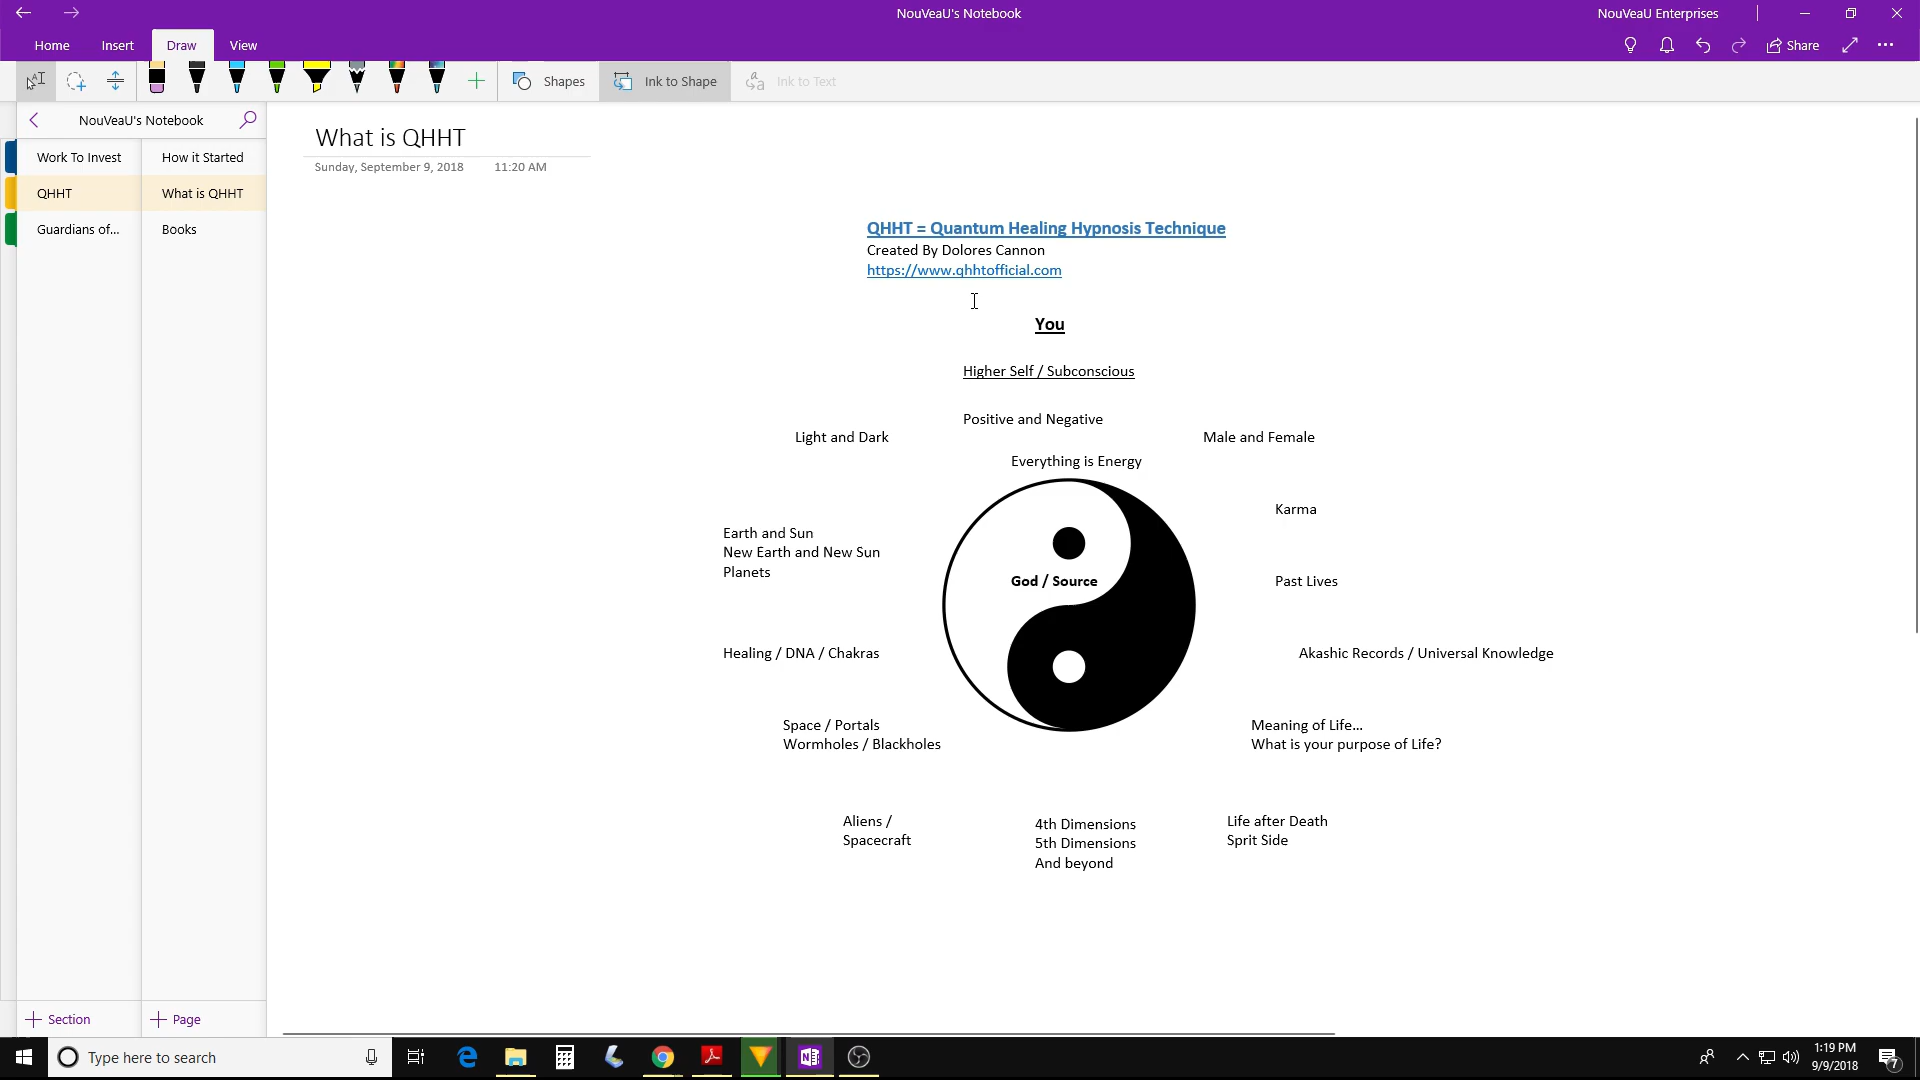 NouVeaU's Notebook
NouVeaU Enterprises
Home
Insert
Draw
View
Share
Shapes
Ink to Shape
Ink to Text
NouVeaU's Notebook
Work To Invest
QHHT
Guardians of...
How it Started
What is QHHT
Books
What is QHHT
Sunday, September 9, 2018 11:20 AM
QHHT = Quantum Healing Hypnosis Technique
Created By Dolores Cannon
https://www.qhhtofficial.com
You
Higher Self / Subconscious
Positive and Negative
Light and Dark
Male and Female
Everything is Energy
Karma
Earth and Sun
New Earth and New Sun
Planets
God / Source
Past Lives
Healing / DNA / Chakras
Akashic Records / Universal Knowledge
Space / Portals
Wormholes / Blackholes
Meaning of Life...
What is your purpose of Life?
Aliens /
Spacecraft
4th Dimensions
5th Dimensions
And beyond
Life after Death
Sprit Side
Section
Page
Type here to search
1:19 PM
9/9/2018
7